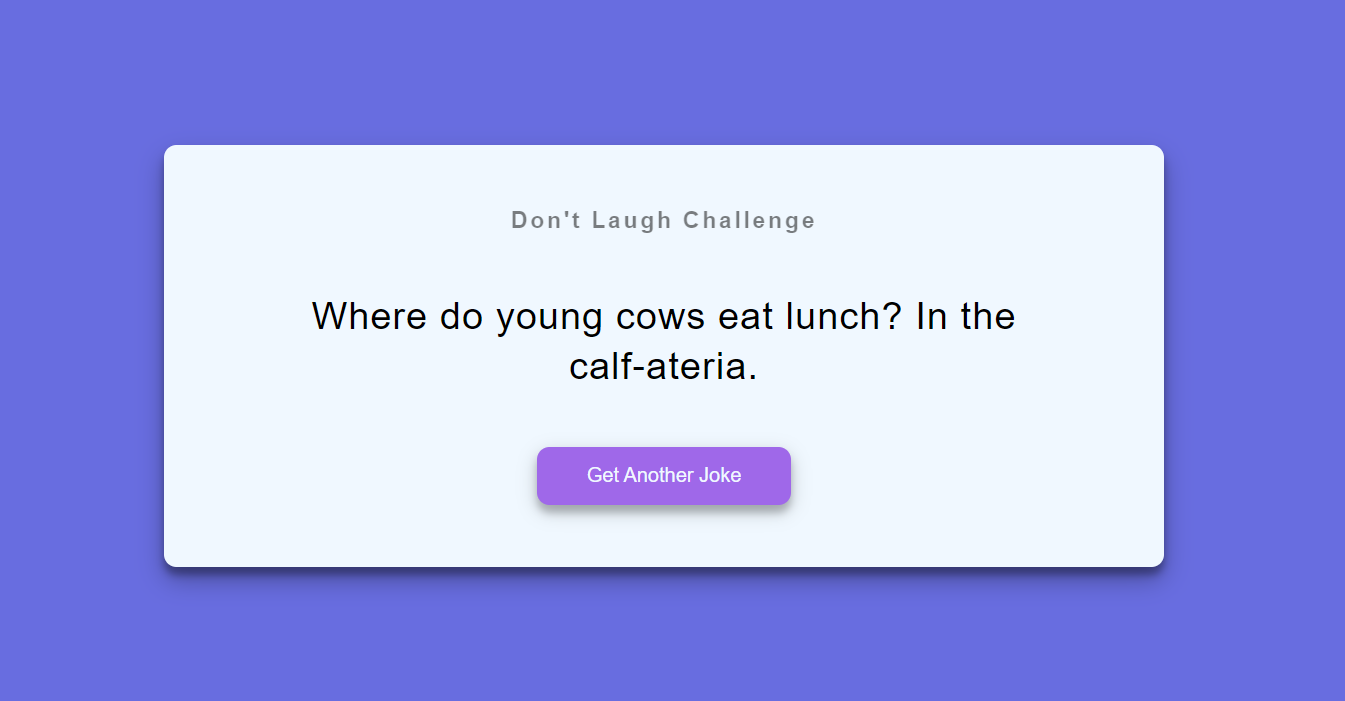 Don't Laugh Challenge
Where do young cows eat lunch? In the
calf-ateria.
Get Another Joke